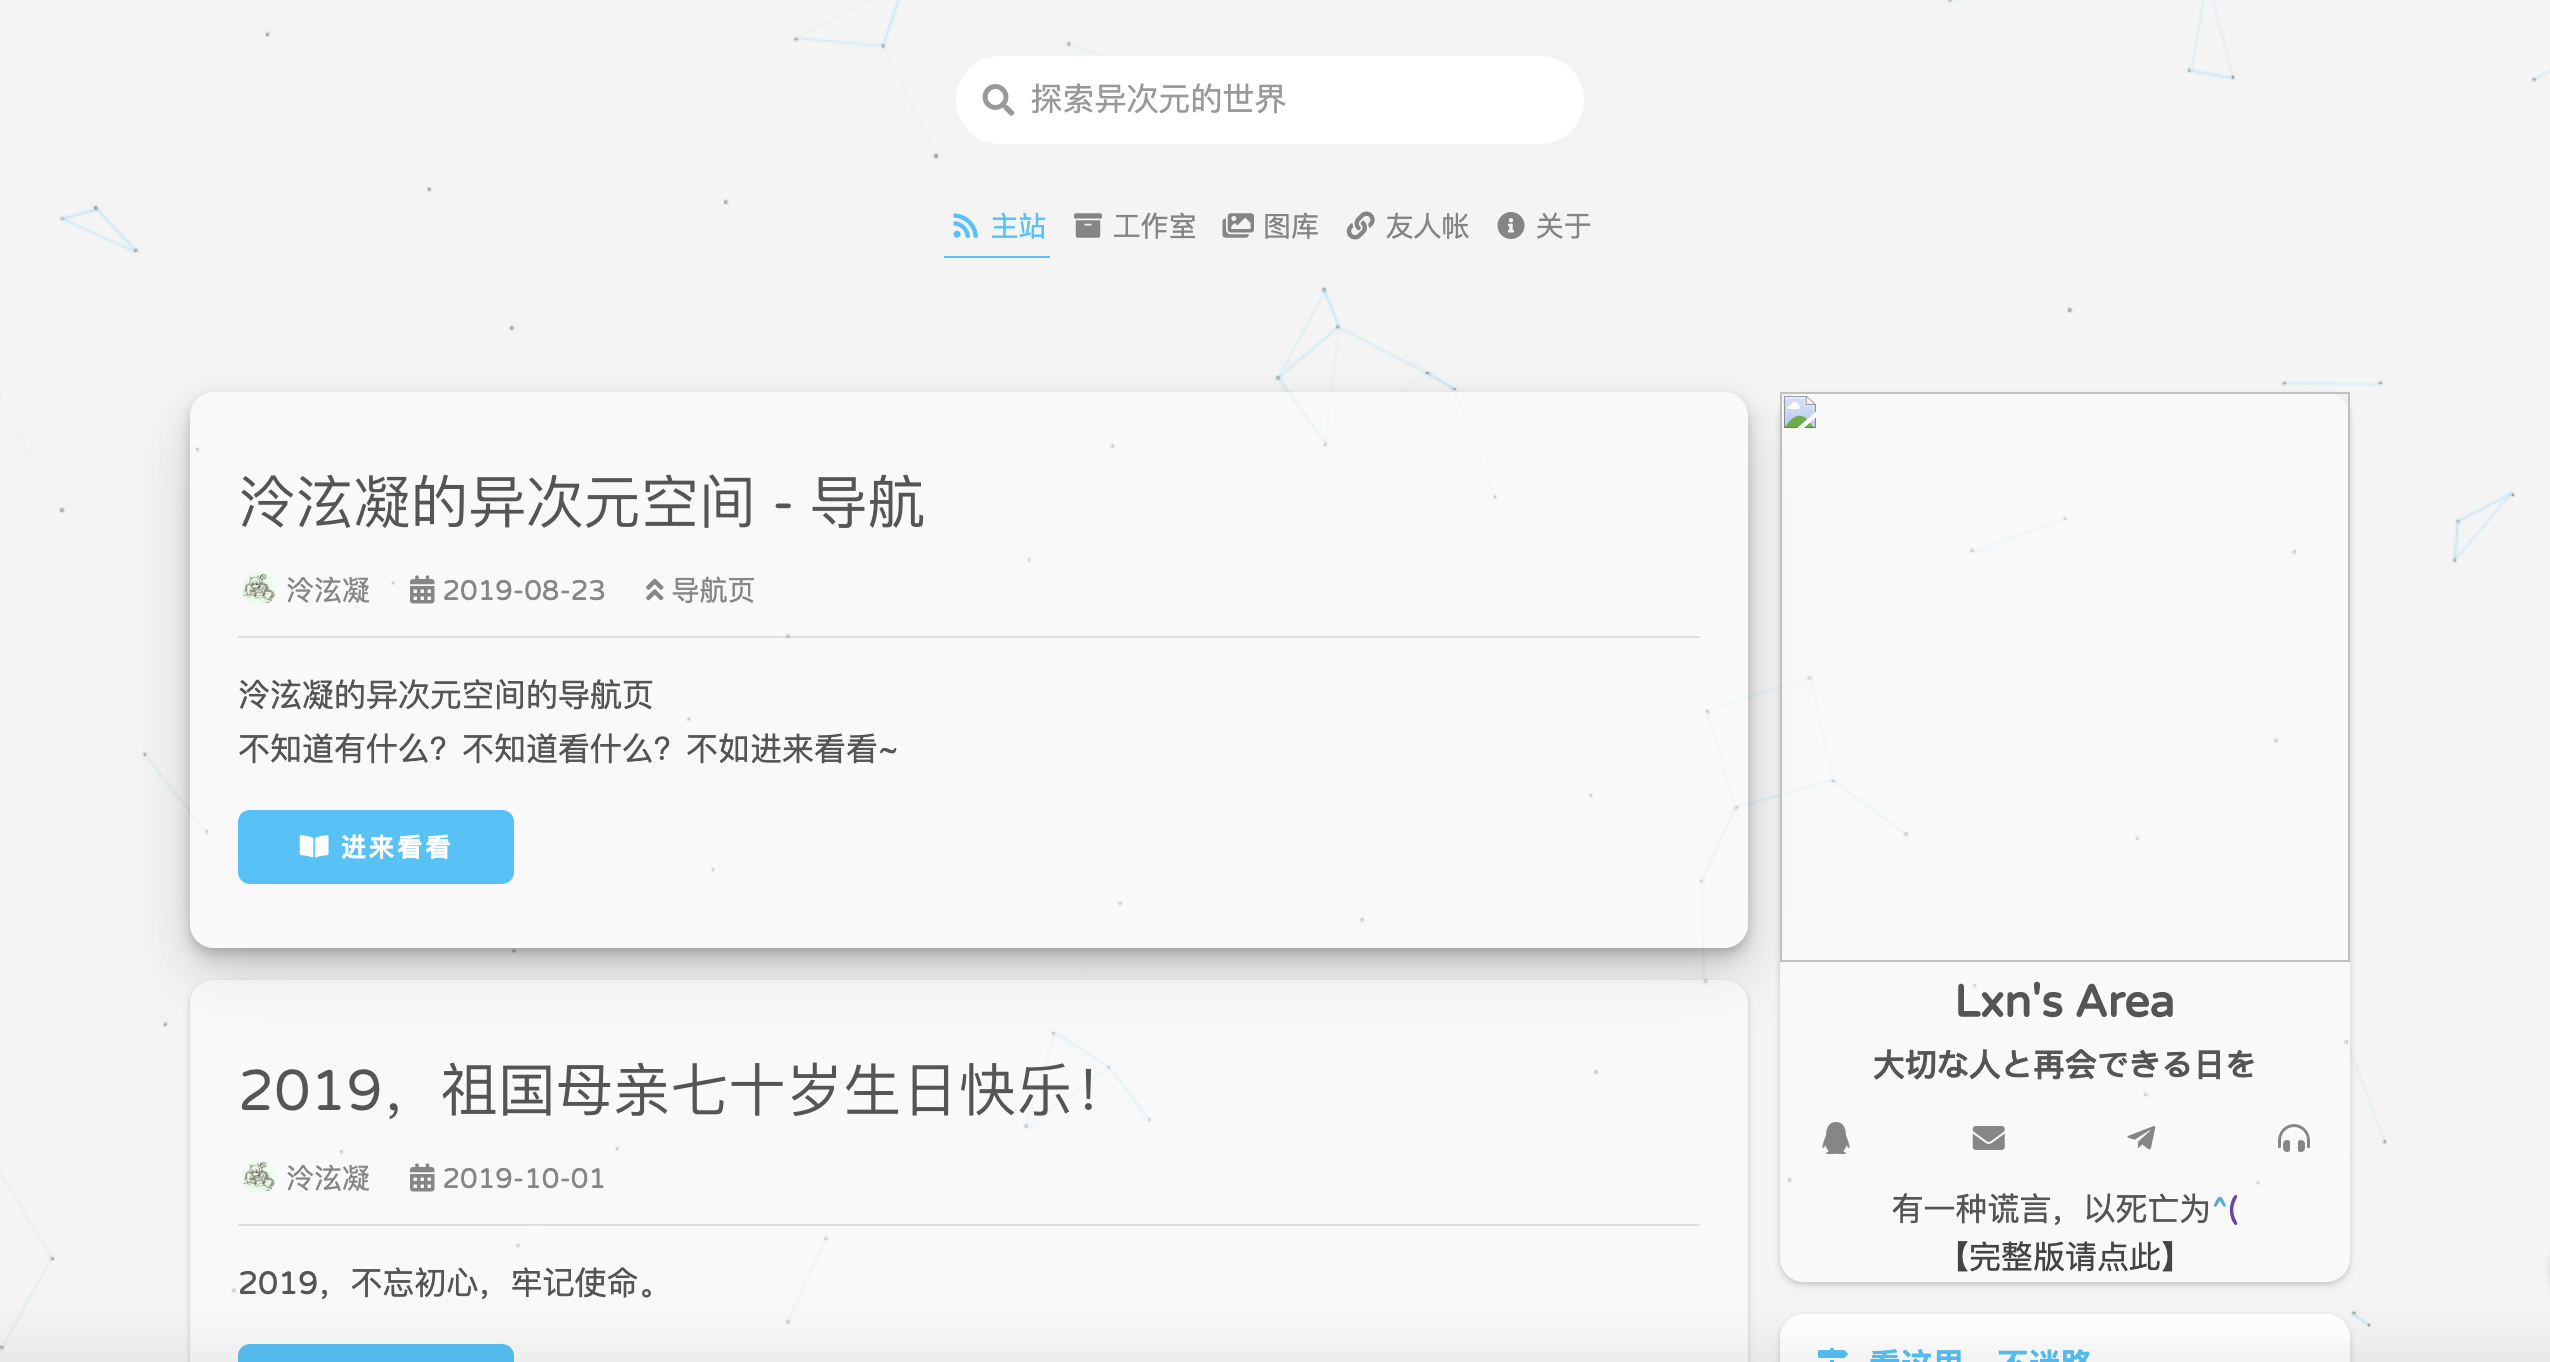 探索异次元的世界
主站 工作室 图库 友人帐 关于
泠泫凝的异次元空间 - 导航
泠泫凝 2019-08-23 导航页
泠泫凝的异次元空间的导航页
不知道有什么？不知道看什么？不如进来看看~
进来看看
2019，祖国母亲七十岁生日快乐！
泠泫凝 2019-10-01
2019，不忘初心，牢记使命。
Lxn's Area
大切な人と再会できる日を
有一种谎言，以死亡为^(
【完整版请点此】
看这里，不迷路